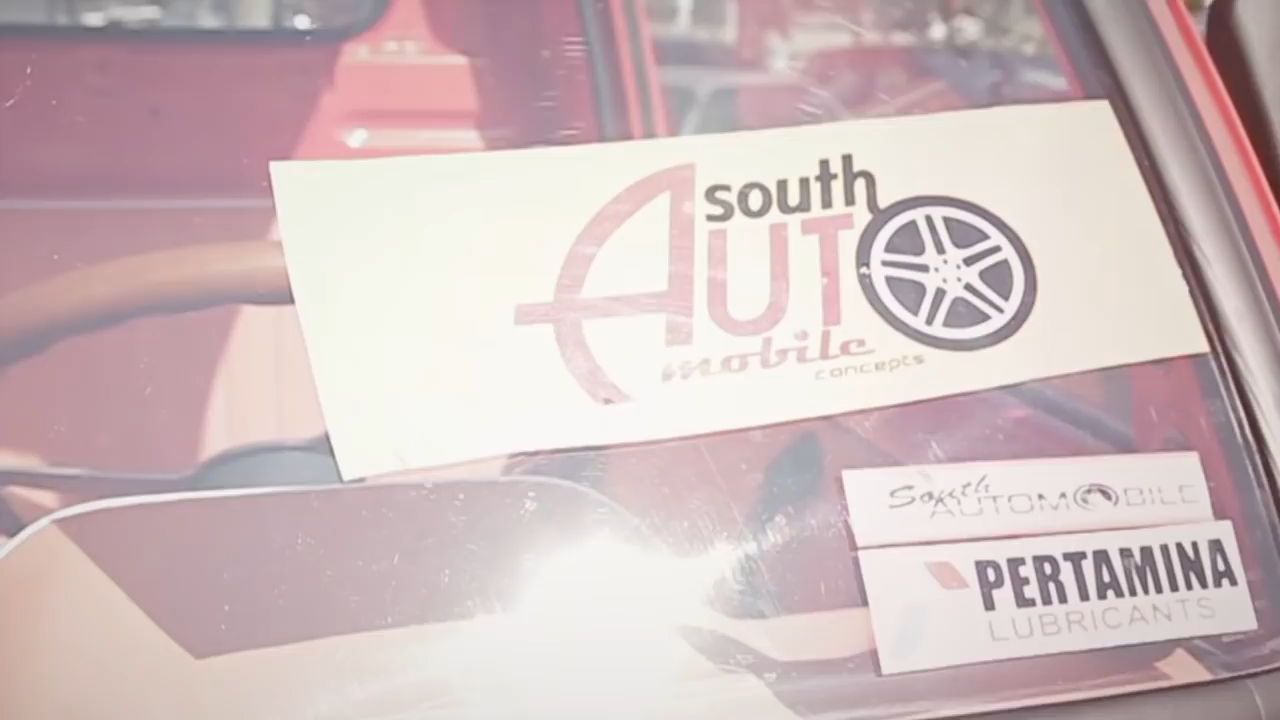 south
AUTO
mobile
concepts
South
AUTOMOBILE
PERTAMINA
LUBRICANTS